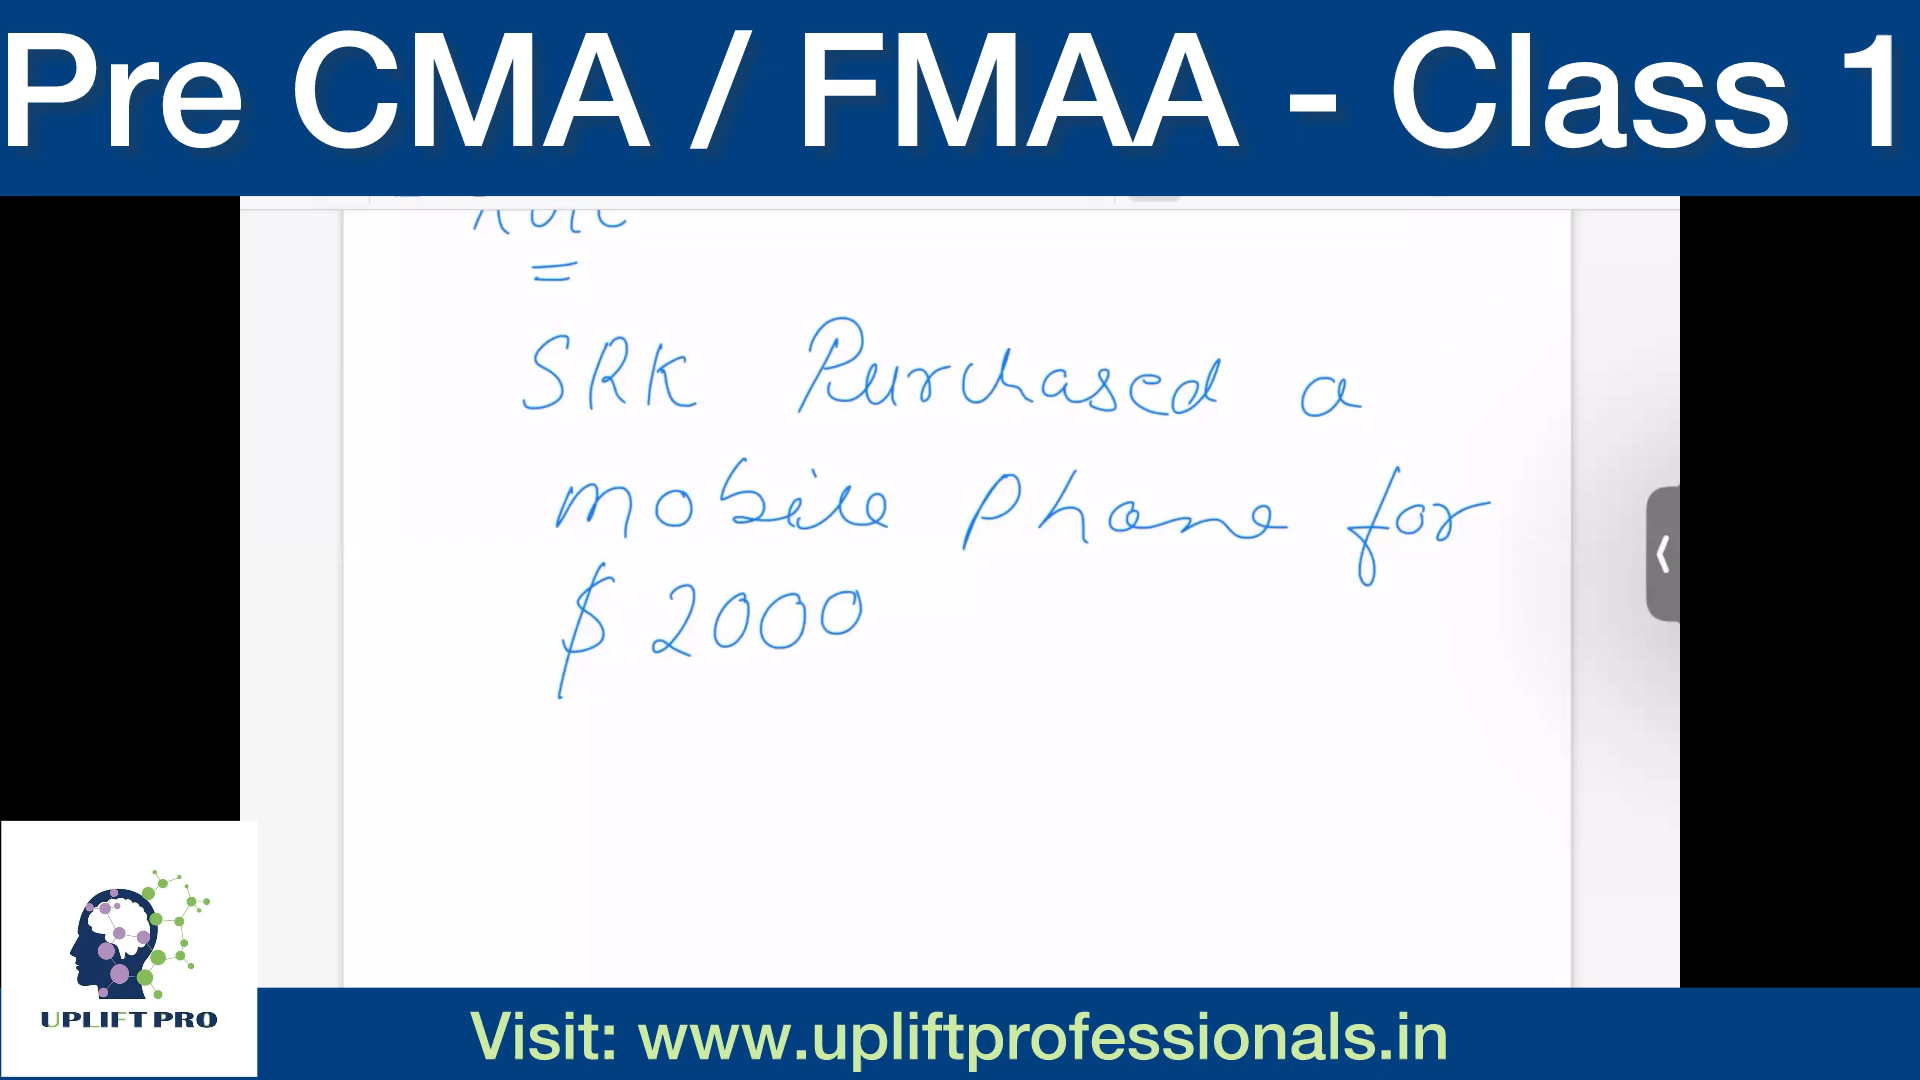 Pre CMA / FMAA - Class 1
SRK Purchased a
mobile phone for
$ 2000
UPLIFT PRO
Visit: www.upliftprofessionals.in